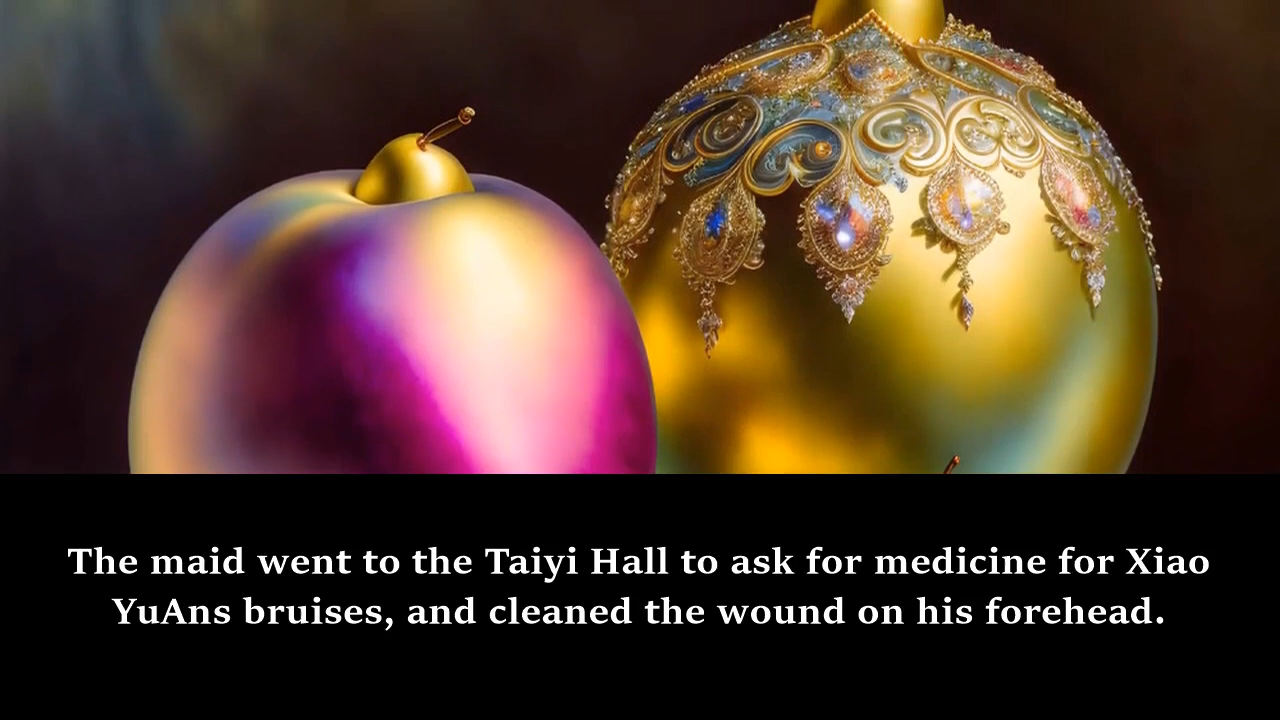 The maid went to the Taiyi Hall to ask for medicine for Xiao
YuAns bruises, and cleaned the wound on his forehead.